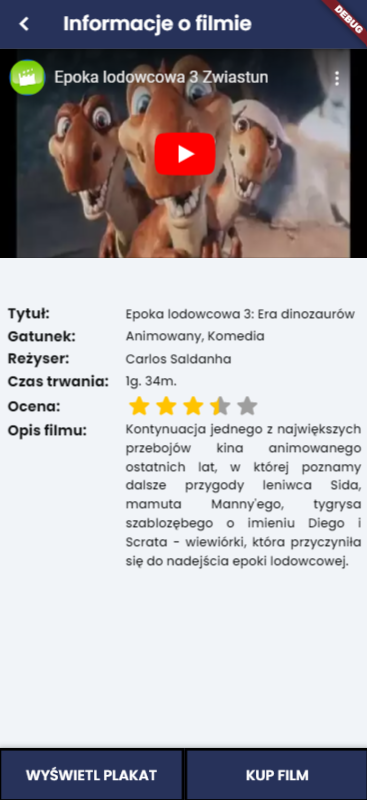 Informacje o filmie
DEBUG
Epoka lodowcowa 3 Zwiastun
Tytuł: Epoka lodowcowa 3: Era dinozaurów
Gatunek: Animowany, Komedia
Reżyser: Carlos Saldanha
Czas trwania: 1g. 34m.
Ocena:
Opis filmu: Kontynuacja jednego z największych
przebojów kina animowanego
ostatnich lat, w której poznamy
dalsze przygody leniwca Sida,
mamuta Manny'ego, tygrysa
szablozębego o imieniu Diego i
Scrata - wiewiórki, która przyczyniła
się do nadejścia epoki lodowcowej.
WYŚWIETL PLAKAT
KUP FILM